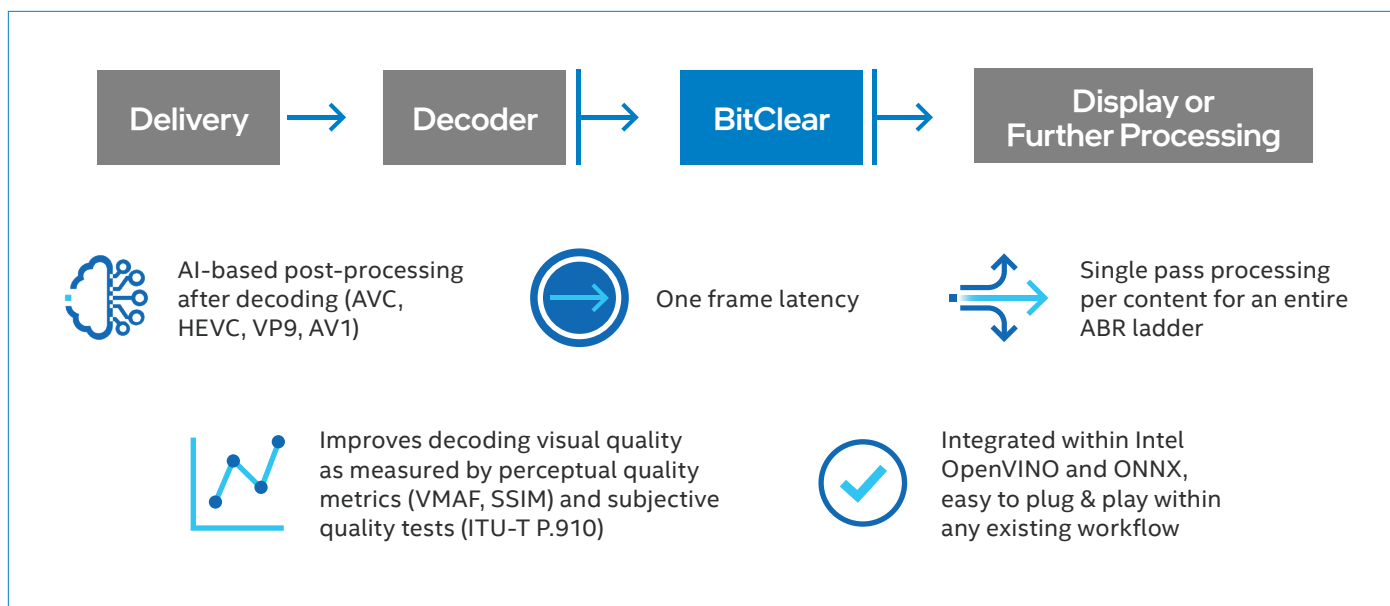 Delivery
Decoder
BitClear
Display or
Further Processing
AI-based post-processing
after decoding (AVC,
HEVC, VP9, AV1)
One frame latency
Single pass processing
per content for an entire
ABR ladder
Improves decoding visual quality
as measured by perceptual quality
metrics (VMAF, SSIM) and subjective
quality tests (ITU-T P.910)
Integrated within Intel
OpenVINO and ONNX,
easy to plug & play within
any existing workflow